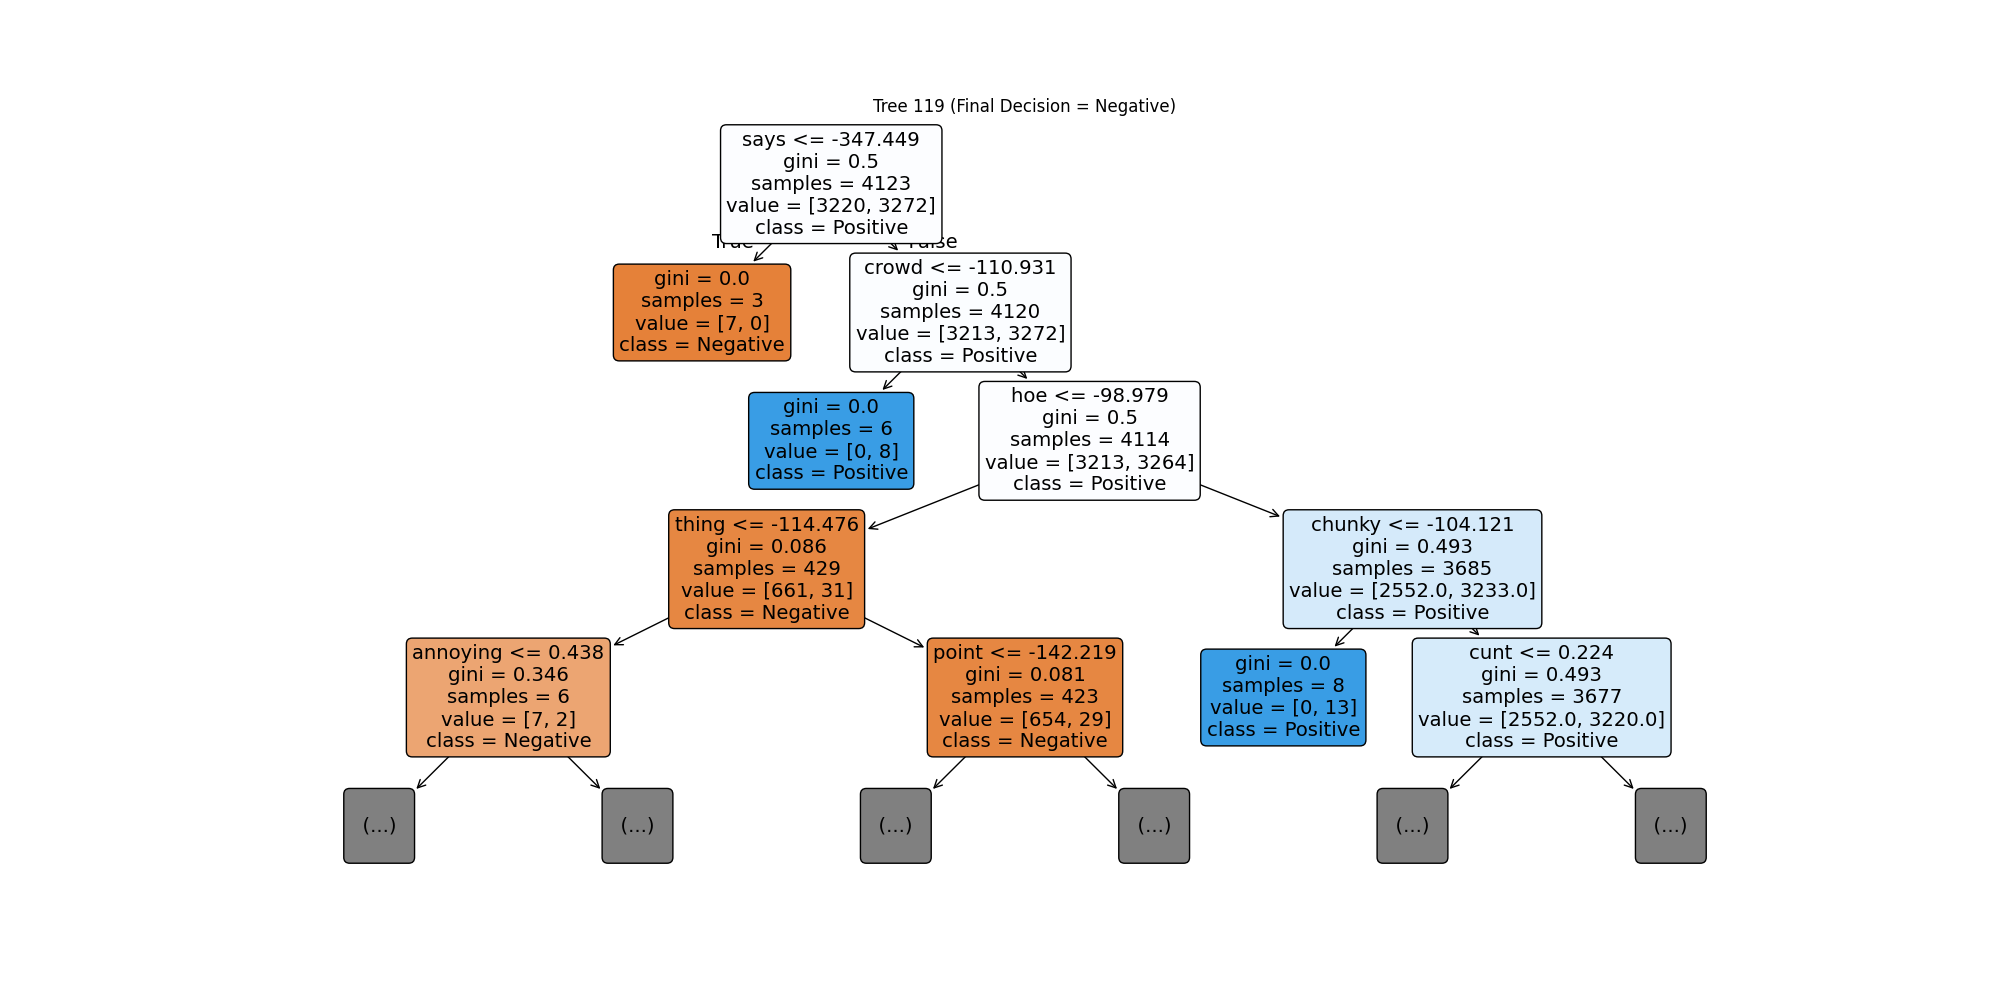 Tree 119 (Final Decision = Negative)
says <= -347.449
gini = 0.5
samples = 4123
value = [3220, 3272]
class = Positive
True
False
gini = 0.0
samples = 3
value = [7, 0]
class = Negative
crowd <= -110.931
gini = 0.5
samples = 4120
value = [3213, 3272]
class = Positive
gini = 0.0
samples = 6
value = [0, 8]
class = Positive
hoe <= -98.979
gini = 0.5
samples = 4114
value = [3213, 3264]
class = Positive
thing <= -114.476
gini = 0.086
samples = 429
value = [661, 31]
class = Negative
chunky <= -104.121
gini = 0.493
samples = 3685
value = [2552.0, 3233.0]
class = Positive
annoying <= 0.438
gini = 0.346
samples = 6
value = [7, 2]
class = Negative
point <= -142.219
gini = 0.081
samples = 423
value = [654, 29]
class = Negative
gini = 0.0
samples = 8
value = [0, 13]
class = Positive
cunt <= 0.224
gini = 0.493
samples = 3677
value = [2552.0, 3220.0]
class = Positive
(...)
(...)
(...)
(...)
(...)
(...)